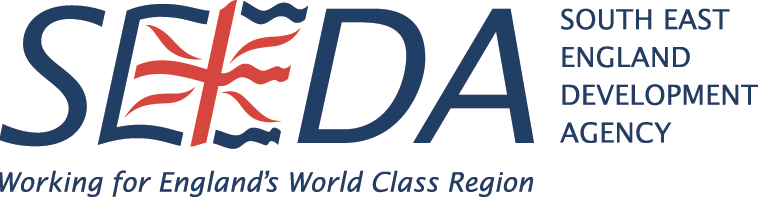 SEEDA
SOUTH EAST
ENGLAND
DEVELOPMENT
AGENCY
Working for England's World Class Region